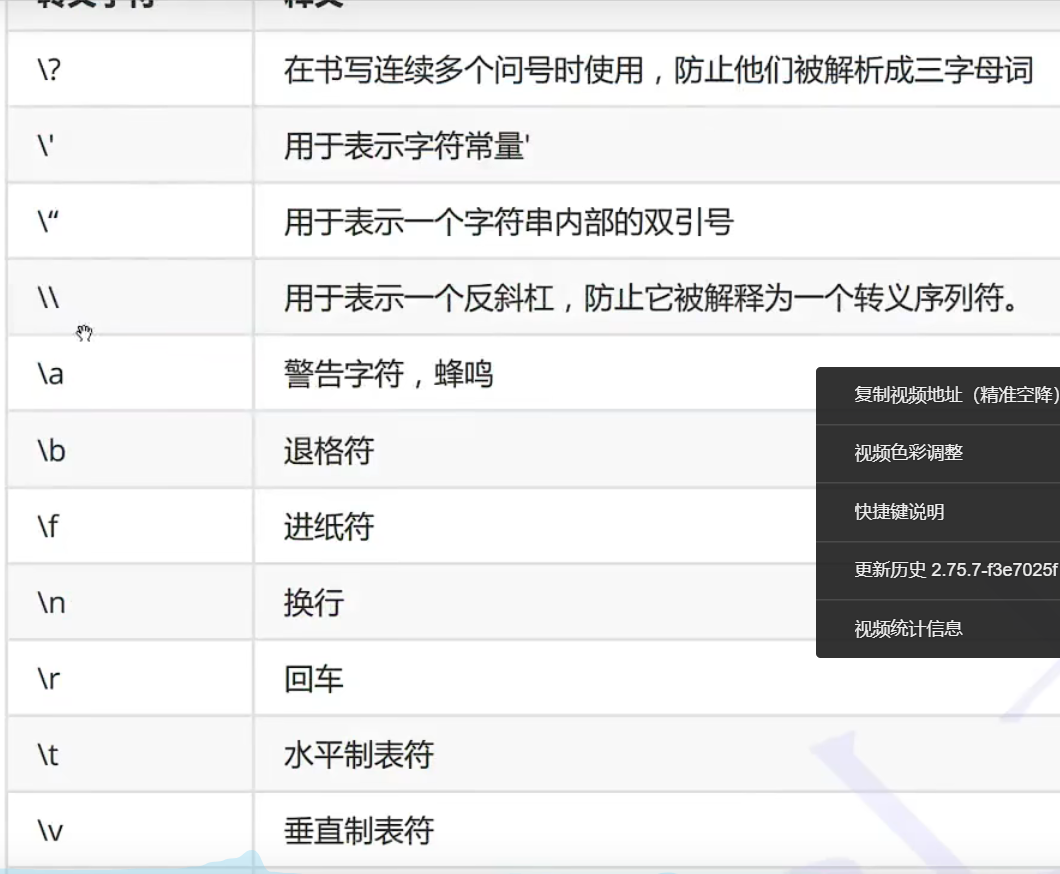 转义字符 释义
\? 在书写连续多个问号时使用，防止他们被解析成三字母词
\' 用于表示字符常量'
\“ 用于表示一个字符串内部的双引号
\\ 用于表示一个反斜杠，防止它被解释为一个转义序列符。
\a 警告字符，蜂鸣
\b 退格符
\f 进纸符
\n 换行
\r 回车
\t 水平制表符
\v 垂直制表符
复制视频地址（精准空降）
视频色彩调整
快捷键说明
更新历史 2.75.7-f3e7025f
视频统计信息